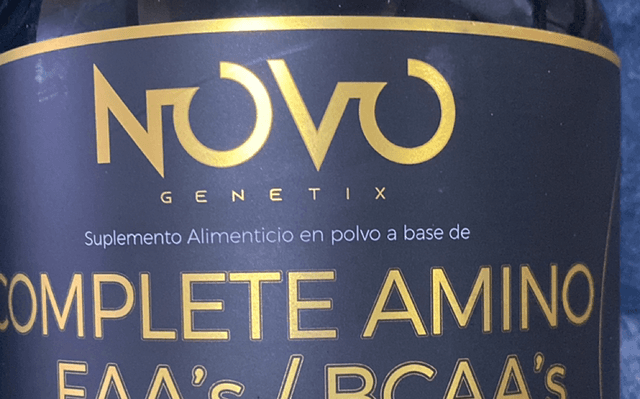 NOVO
GENETIX
Suplemento Alimenticio en polvo a base de
COMPLETE AMINO
EAA's / BCAA's